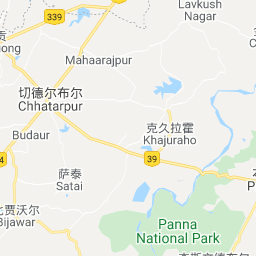 Lavkush
Nagar
339
Mahaarajpur
切德尔布尔
Chhatarpur
克久拉霍
Khajuraho
Budaur
39
萨泰
Satai
Bijawar
Panna
National Park